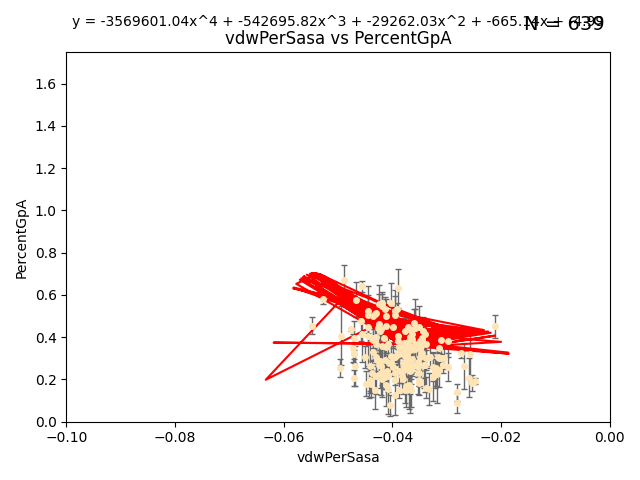 y = -3569601.04x^4 + -542695.82x^3 + -29262.03x^2 + -665.14x + -4.99
N = 639
vdwPerSasa vs PercentGpA
1.6
1.4
1.2
1.0
0.8
0.6
0.4
0.2
0.0
PercentGpA
−0.10 −0.08 −0.06 −0.04 −0.02 0.00
vdwPerSasa